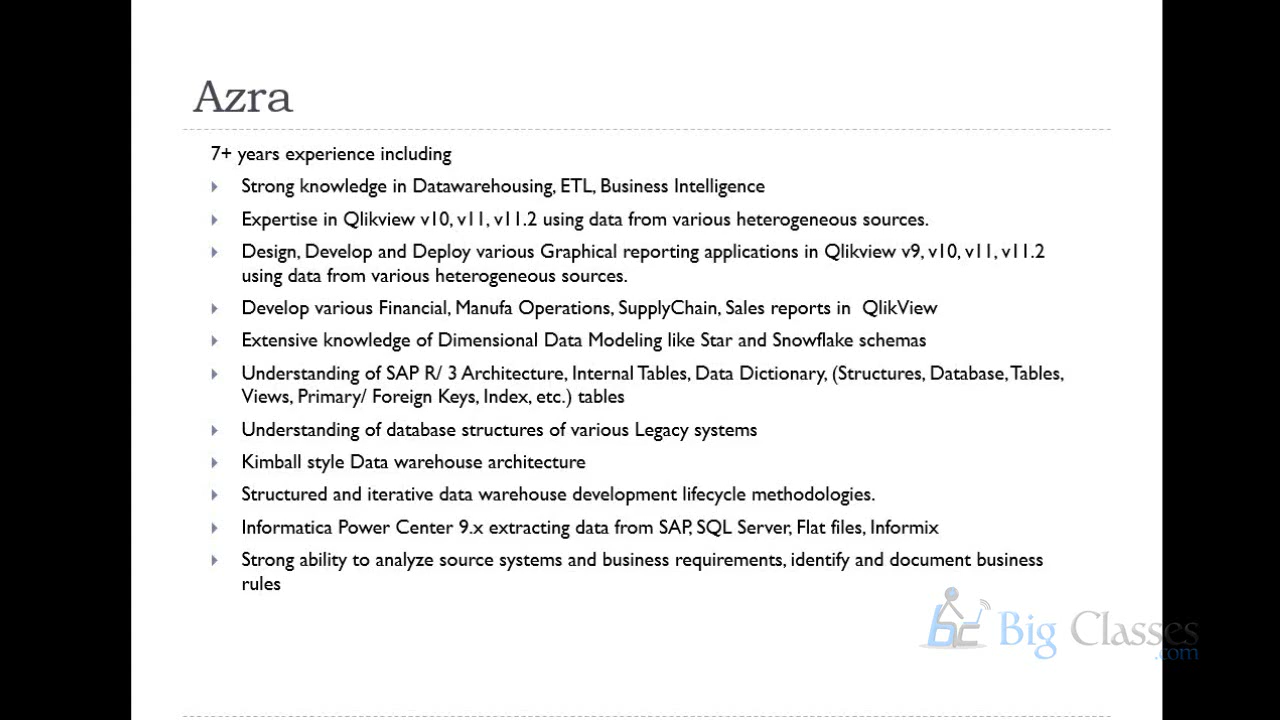 Azra
7+ years experience including
Strong knowledge in Datawarehousing, ETL, Business Intelligence
Expertise in Qlikview v10, v11, v11.2 using data from various heterogeneous sources.
Design, Develop and Deploy various Graphical reporting applications in Qlikview v9, v10, v11, v11.2
using data from various heterogeneous sources.
Develop various Financial, Manufa Operations, SupplyChain, Sales reports in  QlikView
Extensive knowledge of Dimensional Data Modeling like Star and Snowflake schemas
Understanding of SAP R/ 3 Architecture, Internal Tables, Data Dictionary, (Structures, Database, Tables,
Views, Primary/ Foreign Keys, Index, etc.) tables
Understanding of database structures of various Legacy systems
Kimball style Data warehouse architecture
Structured and iterative data warehouse development lifecycle methodologies.
Informatica Power Center 9.x extracting data from SAP, SQL Server, Flat files, Informix
Strong ability to analyze source systems and business requirements, identify and document business
rules
bc Big Classes
.com